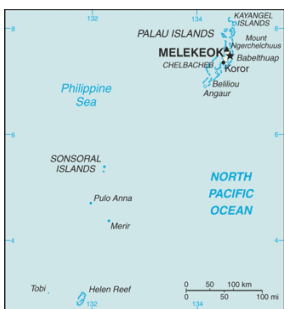 132
134
KAYANGEL
ISLANDS
8
PALAU ISLANDS
Mount
Ngerchelchuus
MELEKEOK
Babelthuap
CHELBACHEB
Koror
Beliliou
Angaur
Philippine
Sea
6
6
SONSORAL
ISLANDS
Pulo Anna
Merir
NORTH
PACIFIC
OCEAN
4
4
Tobi
Helen Reef
132
134
0 50 100 km
0 50 100 mi